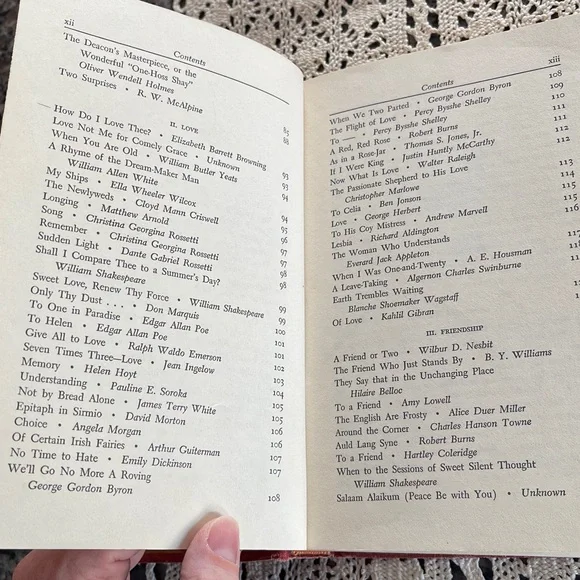 xii
Contents
The Deacon's Masterpiece, or the
Wonderful "One-Hoss Shay"
Oliver Wendell Holmes 85
Two Surprises • R. W. McAlpine 88
II. LOVE
How Do I Love Thee? • Elizabeth Barrett Browning 93
Love Not Me for Comely Grace • Unknown 93
When You Are Old • William Butler Yeats
A Rhyme of the Dream-Maker Man
William Allen White
My Ships • Ella Wheeler Wilcox
The Newlyweds • Cloyd Mann Criswell 94
Longing • Matthew Arnold 95
Song • Christina Georgina Rossetti 96
Remember • Christina Georgina Rossetti 97
Sudden Light • Dante Gabriel Rossetti 98
Shall I Compare Thee to a Summer's Day?
William Shakespeare 98
Sweet Love, Renew Thy Force • William Shakespeare 99
Only Thy Dust . . . • Don Marquis 99
To One in Paradise • Edgar Allan Poe 100
To Helen • Edgar Allan Poe 101
Give All to Love • Ralph Waldo Emerson 101
Seven Times Three—Love • Jean Ingelow
Memory • Helen Hoyt 103
Understanding • Pauline E. Soroka 104
Not by Bread Alone • James Terry White 105
Epitaph in Sirmio • David Morton 105
Choice • Angela Morgan 106
Of Certain Irish Fairies • Arthur Guiterman 106
No Time to Hate • Emily Dickinson 107
We'll Go No More a Roving
George Gordon Byron 108
Contents
xiii
When We Two Parted • George Gordon Byron 108
The Flight of Love • Percy Bysshe Shelley 109
To —— • Percy Bysshe Shelley 110
A Red, Red Rose • Robert Burns 110
As in a Rose-Jar • Thomas S. Jones, Jr. 111
If I Were King • Justin Huntly McCarthy 112
Now What Is Love • Walter Raleigh 112
The Passionate Shepherd to His Love
Christopher Marlowe 113
To Celia • Ben Jonson 114
Love • George Herbert 115
To His Coy Mistress • Andrew Marvell 115
Lesbia • Richard Aldington 116
The Woman Who Understands
Everard Jack Appleton 117
When I Was One-and-Twenty • A. E. Housman
A Leave-Taking • Algernon Charles Swinburne
Earth Trembles Waiting
Blanche Shoemaker Wagstaff
Of Love • Kahlil Gibran
III. FRIENDSHIP
A Friend or Two • Wilbur D. Nesbit
The Friend Who Just Stands By • B. Y. Williams
They Say that in the Unchanging Place
Hilaire Belloc
To a Friend • Amy Lowell
The English Are Frosty • Alice Duer Miller
Around the Corner • Charles Hanson Towne
Auld Lang Syne • Robert Burns
To a Friend • Hartley Coleridge
When to the Sessions of Sweet Silent Thought
William Shakespeare
Salaam Alaikum (Peace Be with You) • Unknown